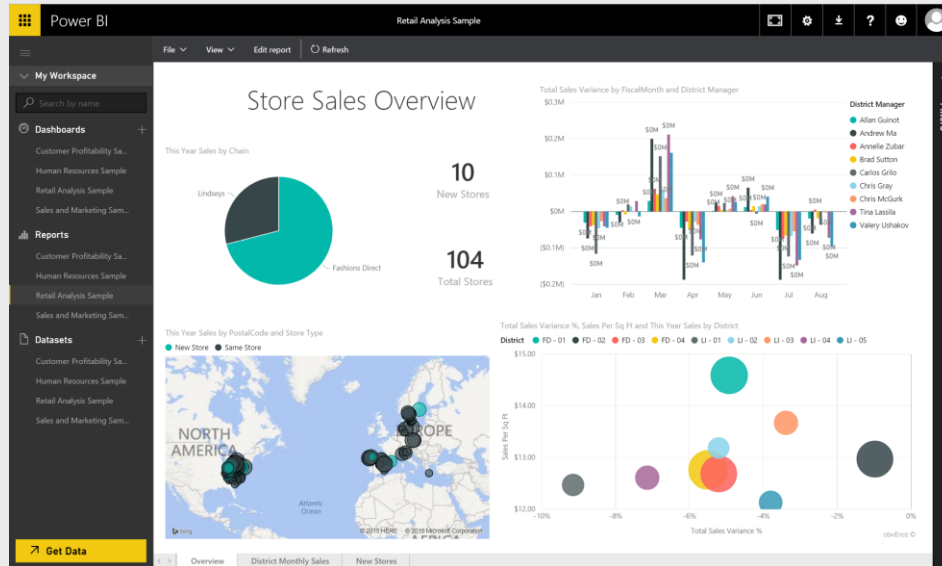 Power BI
Retail Analysis Sample
File View Edit report Refresh
My Workspace
Search by name
Dashboards
Customer Profitability Sa...
Human Resources Sample
Retail Analysis Sample
Sales and Marketing Sam...
Reports
Customer Profitability Sa...
Human Resources Sample
Retail Analysis Sample
Sales and Marketing Sam...
Datasets
Customer Profitability Sa...
Human Resources Sample
Retail Analysis Sample
Sales and Marketing Sam...
Get Data
Store Sales Overview
This Year Sales by Chain
Lindseys
Fashions Direct
10
New Stores
104
Total Stores
Total Sales Variance by FiscalMonth and District Manager
$0.3M
$0.2M
$0.1M
$0M
($0.1M)
($0.2M)
Jan Feb Mar Apr May Jun Jul Aug
District Manager
Allan Guinot
Andrew Ma
Annelie Zubar
Brad Sutton
Carlos Grilo
Chris Gray
Chris McGurk
Tina Lassila
Valery Ushakov
This Year Sales by PostalCode and Store Type
New Store Same Store
NORTH
AMERICA
Atlantic
Ocean
bing
© 2015 HERE © 2015 Microsoft Corporation
Total Sales Variance %, Sales Per Sq Ft and This Year Sales by District
District FD - 01 FD - 02 FD - 03 FD - 04 LI - 01 LI - 02 LI - 03 LI - 04 LI - 05
Sales Per Sq Ft
$15.00
$14.00
$13.00
$12.00
-10% -8% -6% -4% -2% 0%
Total Sales Variance %
obviEnce ©
Overview District Monthly Sales New Stores